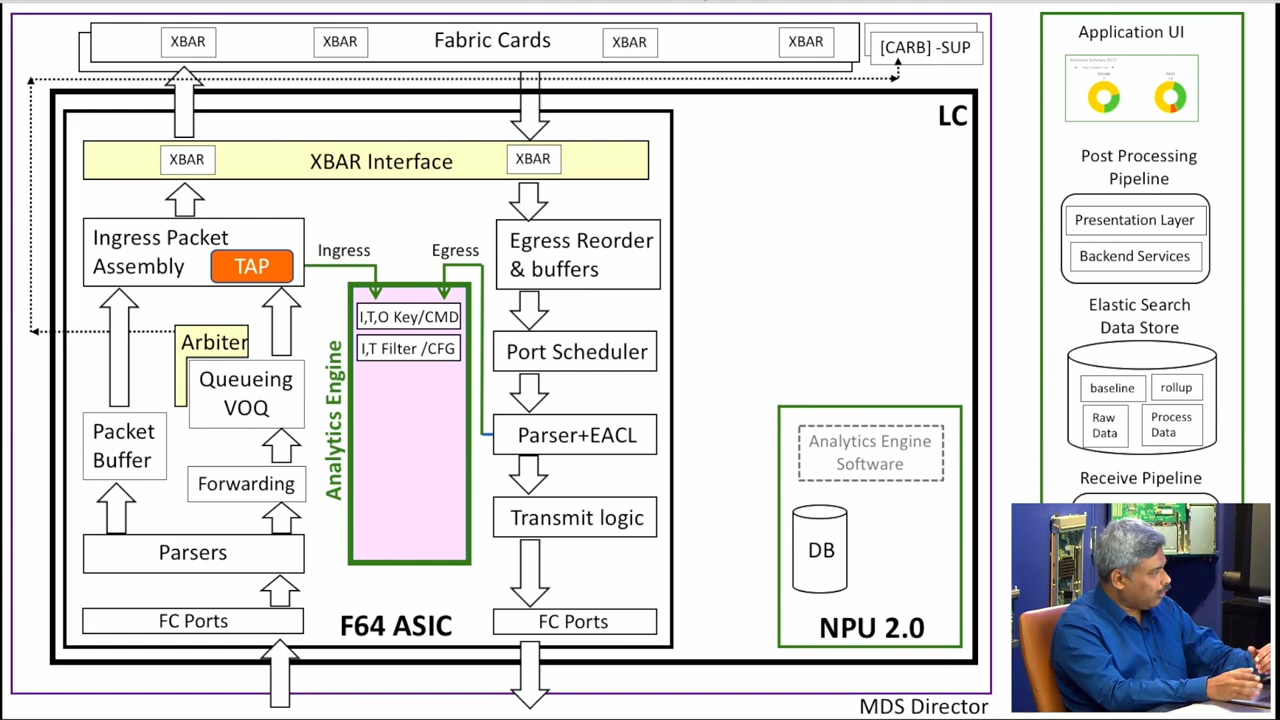 XBAR
XBAR
Fabric Cards
XBAR
XBAR
[CARB] -SUP
LC
XBAR
XBAR Interface
XBAR
Ingress Packet
Assembly
TAP
Ingress
Egress
Egress Reorder
& buffers
I,T,O Key/CMD
I,T Filter /CFG
Analytics Engine
Arbiter
Queueing
VOQ
Port Scheduler
Packet
Buffer
Parser+EACL
Forwarding
Transmit logic
Parsers
FC Ports
F64 ASIC
FC Ports
Analytics Engine
Software
DB
NPU 2.0
MDS Director
Application UI
Post Processing
Pipeline
Presentation Layer
Backend Services
Elastic Search
Data Store
baseline
rollup
Raw
Data
Process
Data
Receive Pipeline